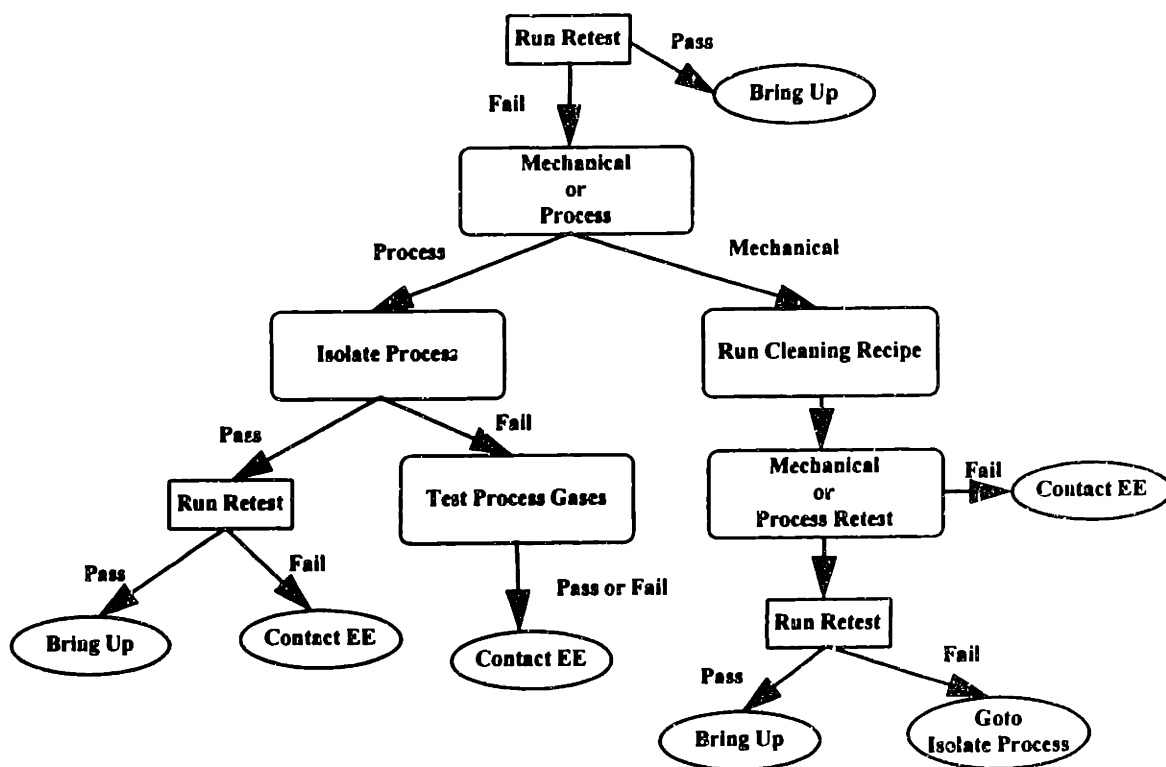 Run Retest
Pass
Bring Up
Fail
Mechanical
or
Process
Process
Mechanical
Isolate Process
Run Cleaning Recipe
Pass
Fail
Run Retest
Test Process Gases
Mechanical
or
Process Retest
Fail
Contact EE
Pass
Fail
Pass or Fail
Bring Up
Contact EE
Contact EE
Run Retest
Pass
Fail
Bring Up
Goto
Isolate Process